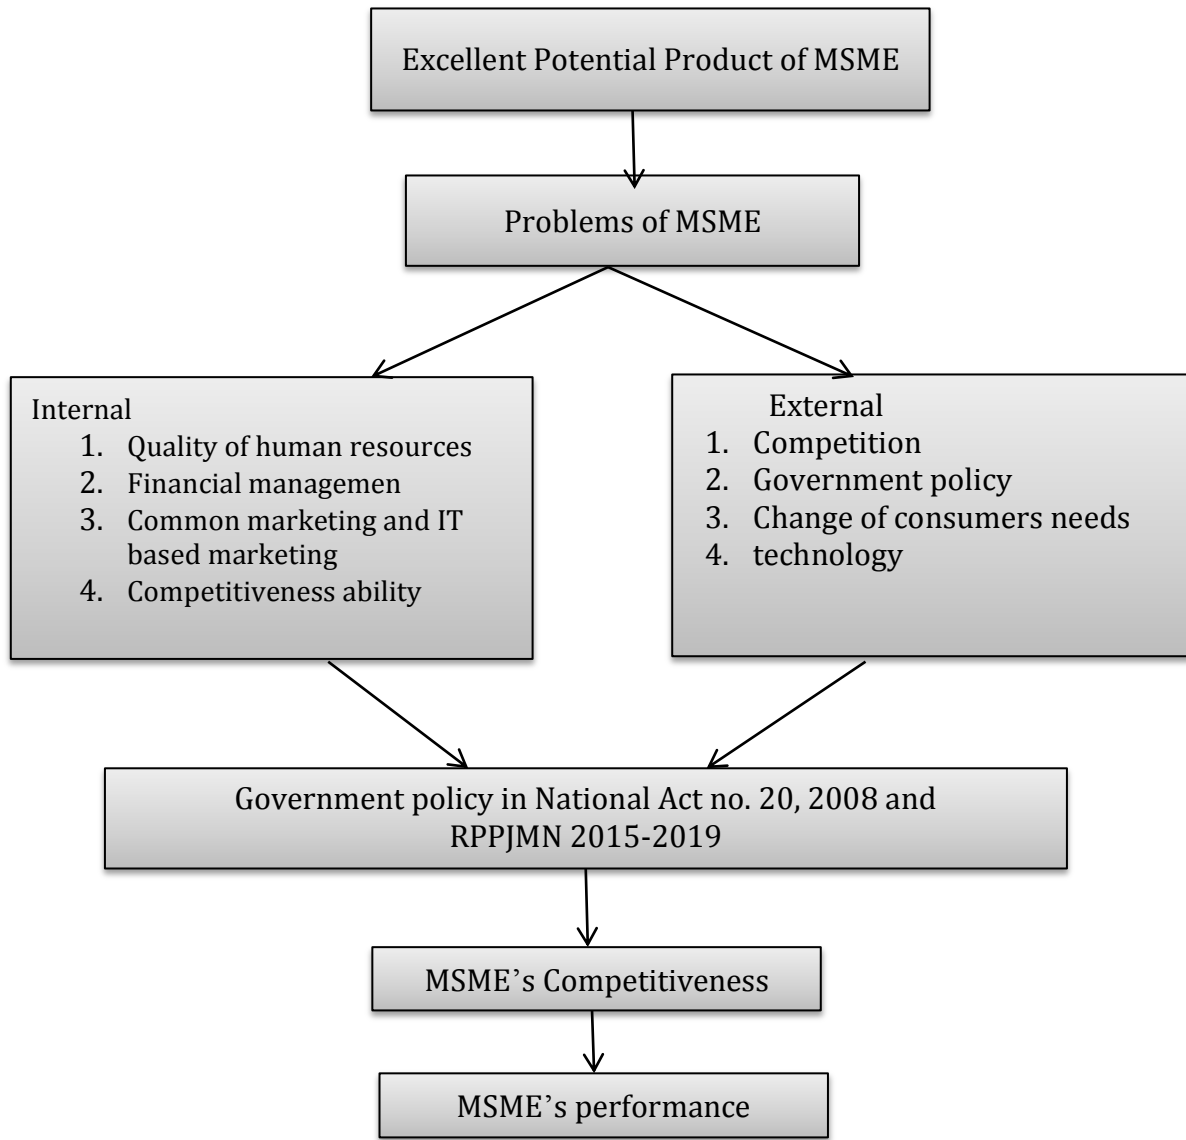 Excellent Potential Product of MSME
Problems of MSME
Internal
1. Quality of human resources
2. Financial managemen
3. Common marketing and IT
based marketing
4. Competitiveness ability
External
1. Competition
2. Government policy
3. Change of consumers needs
4. technology
Government policy in National Act no. 20, 2008 and
RPPJMN 2015-2019
MSME’s Competitiveness
MSME’s performance